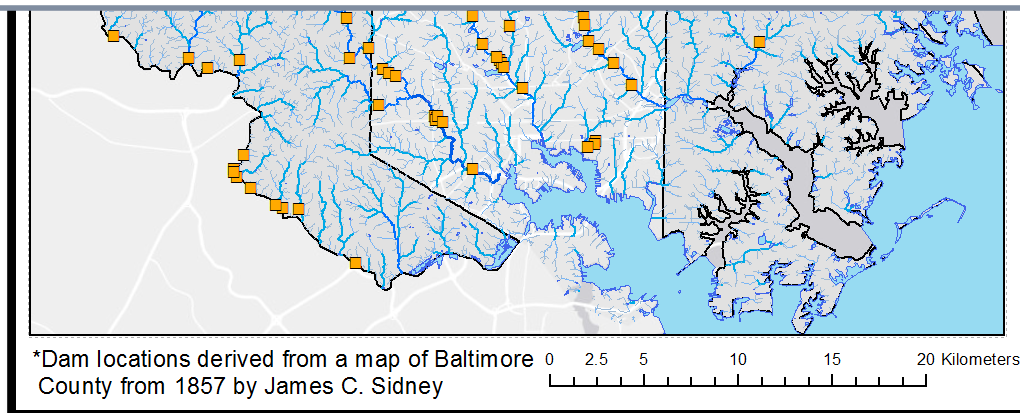 *Dam locations derived from a map of Baltimore
County from 1857 by James C. Sidney
0 2.5 5 10 15 20 Kilometers